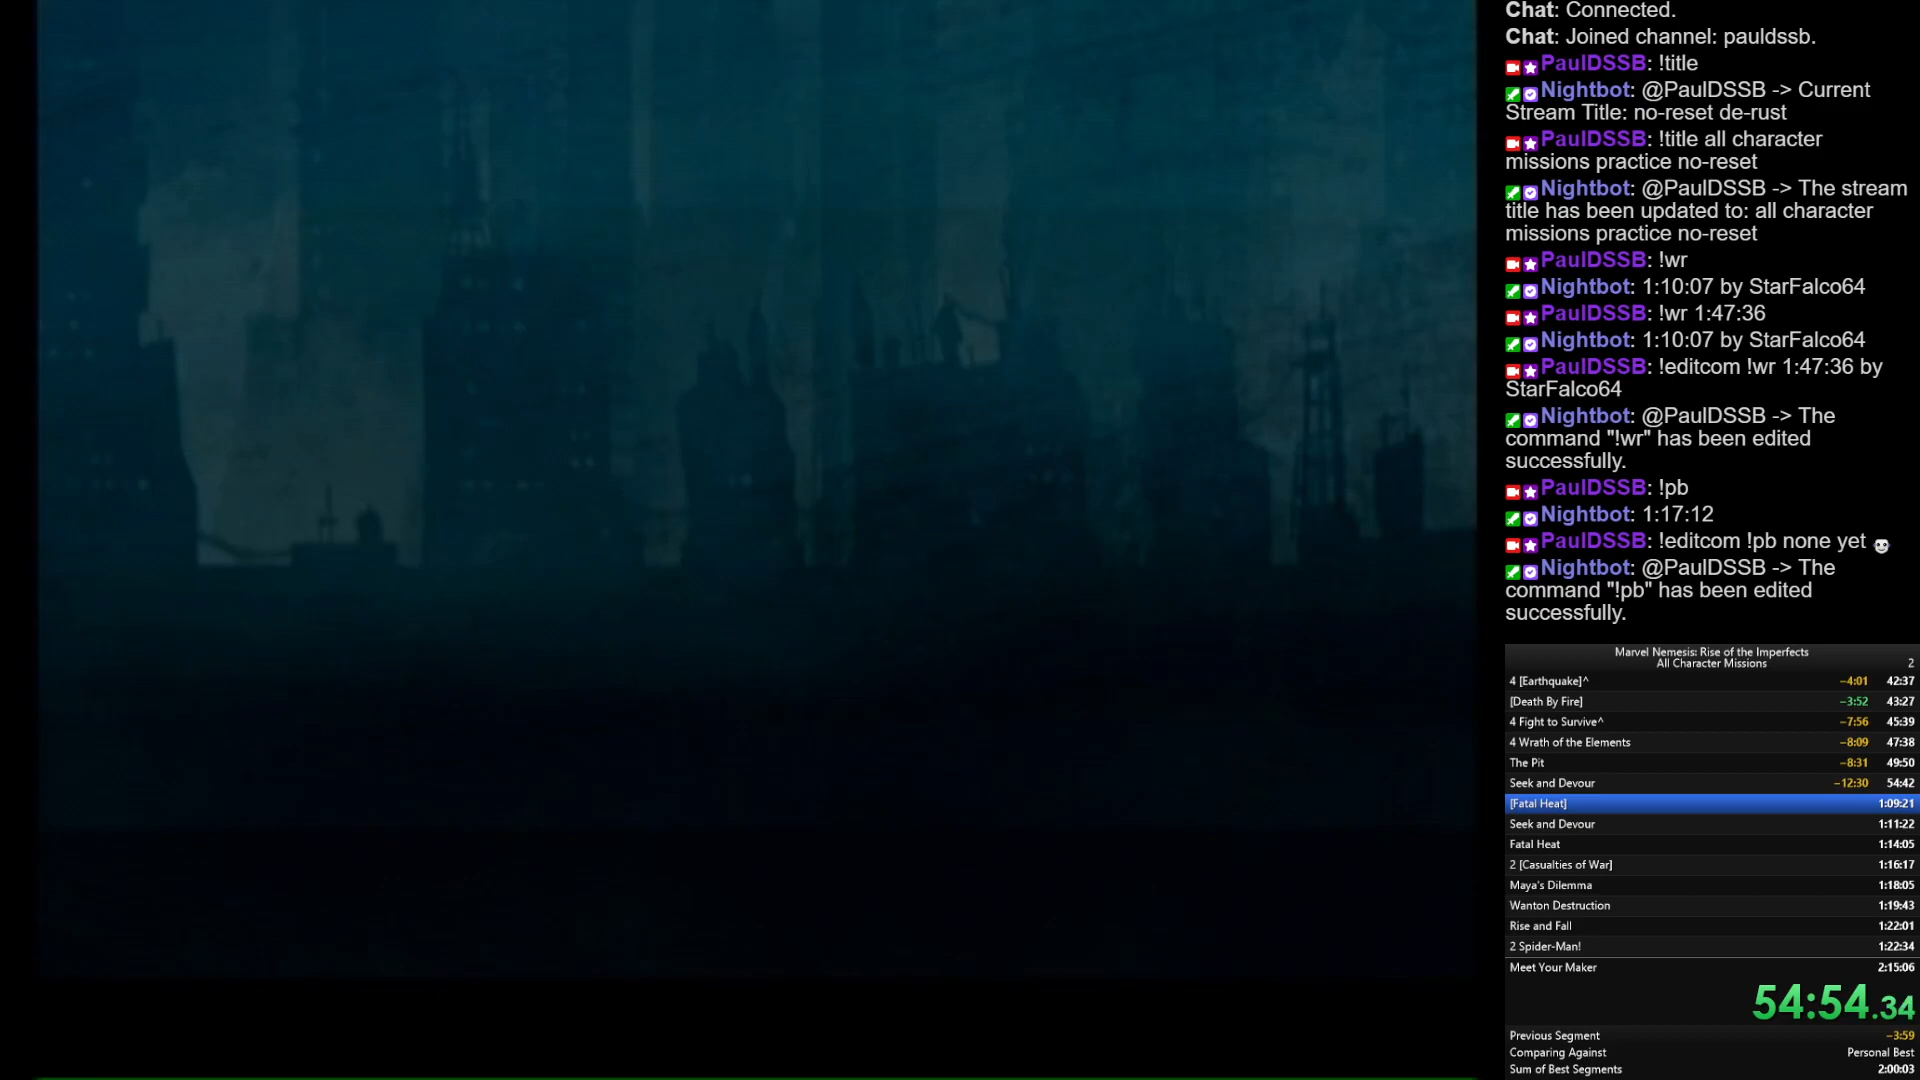 Chat: Connected.
Chat: Joined channel: pauldssb.
PaulDSSB: !title
Nightbot: @PaulDSSB -> Current
Stream Title: no-reset de-rust
PaulDSSB: !title all character
missions practice no-reset
Nightbot: @PaulDSSB -> The stream
title has been updated to: all character
missions practice no-reset
PaulDSSB: !wr
Nightbot: 1:10:07 by StarFalco64
PaulDSSB: !wr 1:47:36
Nightbot: 1:10:07 by StarFalco64
PaulDSSB: !editcom !wr 1:47:36 by
StarFalco64
Nightbot: @PaulDSSB -> The
command "!wr" has been edited
successfully.
PaulDSSB: !pb
Nightbot: 1:17:12
PaulDSSB: !editcom !pb none yet
Nightbot: @PaulDSSB -> The
command "!pb" has been edited
successfully.
Marvel Nemesis: Rise of the Imperfects
All Character Missions 2
4 [Earthquake]^ −4:01 42:37
[Death By Fire] −3:52 43:27
4 Fight to Survive^ −7:56 45:39
4 Wrath of the Elements −8:09 47:38
The Pit −8:31 49:50
Seek and Devour −12:30 54:42
[Fatal Heat] 1:09:21
Seek and Devour 1:11:22
Fatal Heat 1:14:05
2 [Casualties of War] 1:16:17
Maya's Dilemma 1:18:05
Wanton Destruction 1:19:43
Rise and Fall 1:22:01
2 Spider-Man! 1:22:34
Meet Your Maker 2:15:06
54:54.34
Previous Segment −3:59
Comparing Against Personal Best
Sum of Best Segments 2:00:03